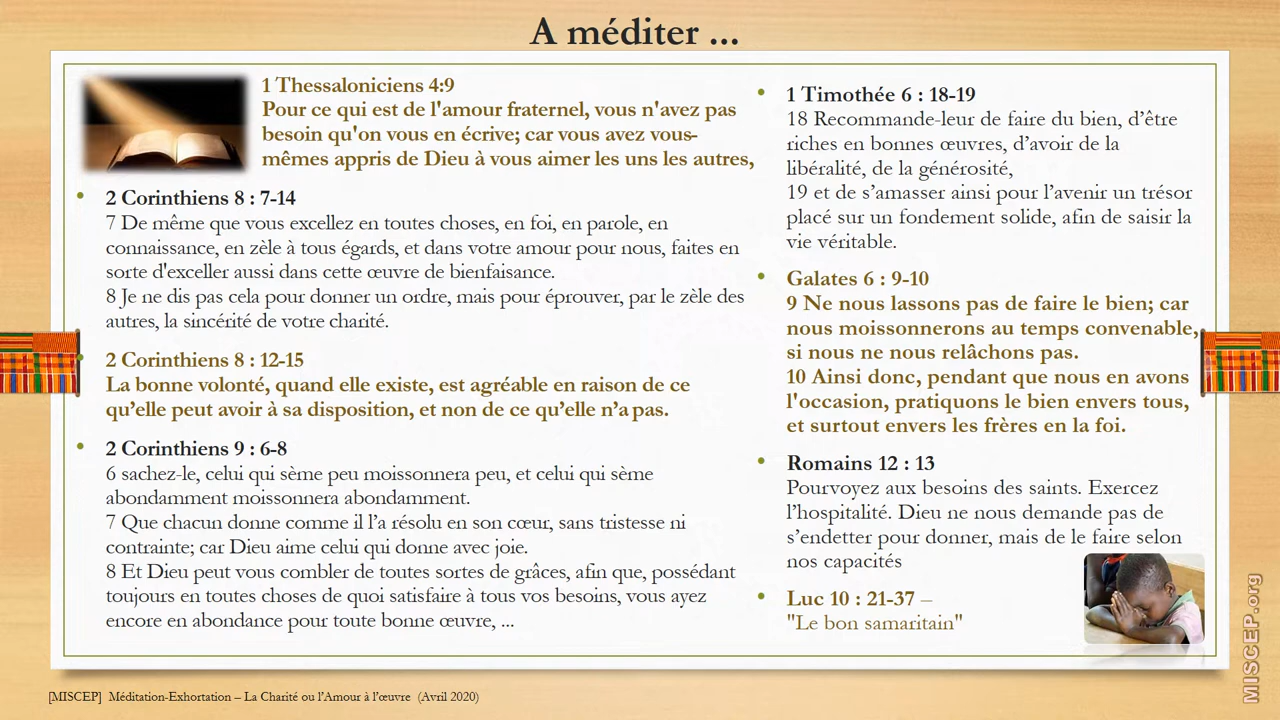 A méditer ...
1 Thessaloniciens 4:9
Pour ce qui est de l'amour fraternel, vous n'avez pas
besoin qu'on vous en écrive; car vous avez vous-
mêmes appris de Dieu à vous aimer les uns les autres,
• 2 Corinthiens 8 : 7-14
7 De même que vous excellez en toutes choses, en foi, en parole, en
connaissance, en zèle à tous égards, et dans votre amour pour nous, faites en
sorte d'exceller aussi dans cette œuvre de bienfaisance.
8 Je ne dis pas cela pour donner un ordre, mais pour éprouver, par le zèle des
autres, la sincérité de votre charité.
• 2 Corinthiens 8 : 12-15
La bonne volonté, quand elle existe, est agréable en raison de ce
qu’elle peut avoir à sa disposition, et non de ce qu’elle n’a pas.
• 2 Corinthiens 9 : 6-8
6 sachez-le, celui qui sème peu moissonnera peu, et celui qui sème
abondamment moissonnera abondamment.
7 Que chacun donne comme il l’a résolu en son cœur, sans tristesse ni
contrainte; car Dieu aime celui qui donne avec joie.
8 Et Dieu peut vous combler de toutes sortes de grâces, afin que, possédant
toujours en toutes choses de quoi satisfaire à tous vos besoins, vous ayez
encore en abondance pour toute bonne œuvre, ...
• 1 Timothée 6 : 18-19
18 Recommande-leur de faire du bien, d’être
riches en bonnes œuvres, d’avoir de la
libéralité, de la générosité,
19 et de s’amasser ainsi pour l’avenir un trésor
placé sur un fondement solide, afin de saisir la
vie véritable.
• Galates 6 : 9-10
9 Ne nous lassons pas de faire le bien; car
nous moissonnerons au temps convenable,
si nous ne nous relâchons pas.
10 Ainsi donc, pendant que nous en avons
l'occasion, pratiquons le bien envers tous,
et surtout envers les frères en la foi.
• Romains 12 : 13
Pourvoyez aux besoins des saints. Exercez
l’hospitalité. Dieu ne nous demande pas de
s’endetter pour donner, mais de le faire selon
nos capacités
• Luc 10 : 21-37 –
"Le bon samaritain"
[MISCEP] Méditation-Exhortation – La Charité ou l’Amour à l’œuvre (Avril 2020)
MISCEP.org